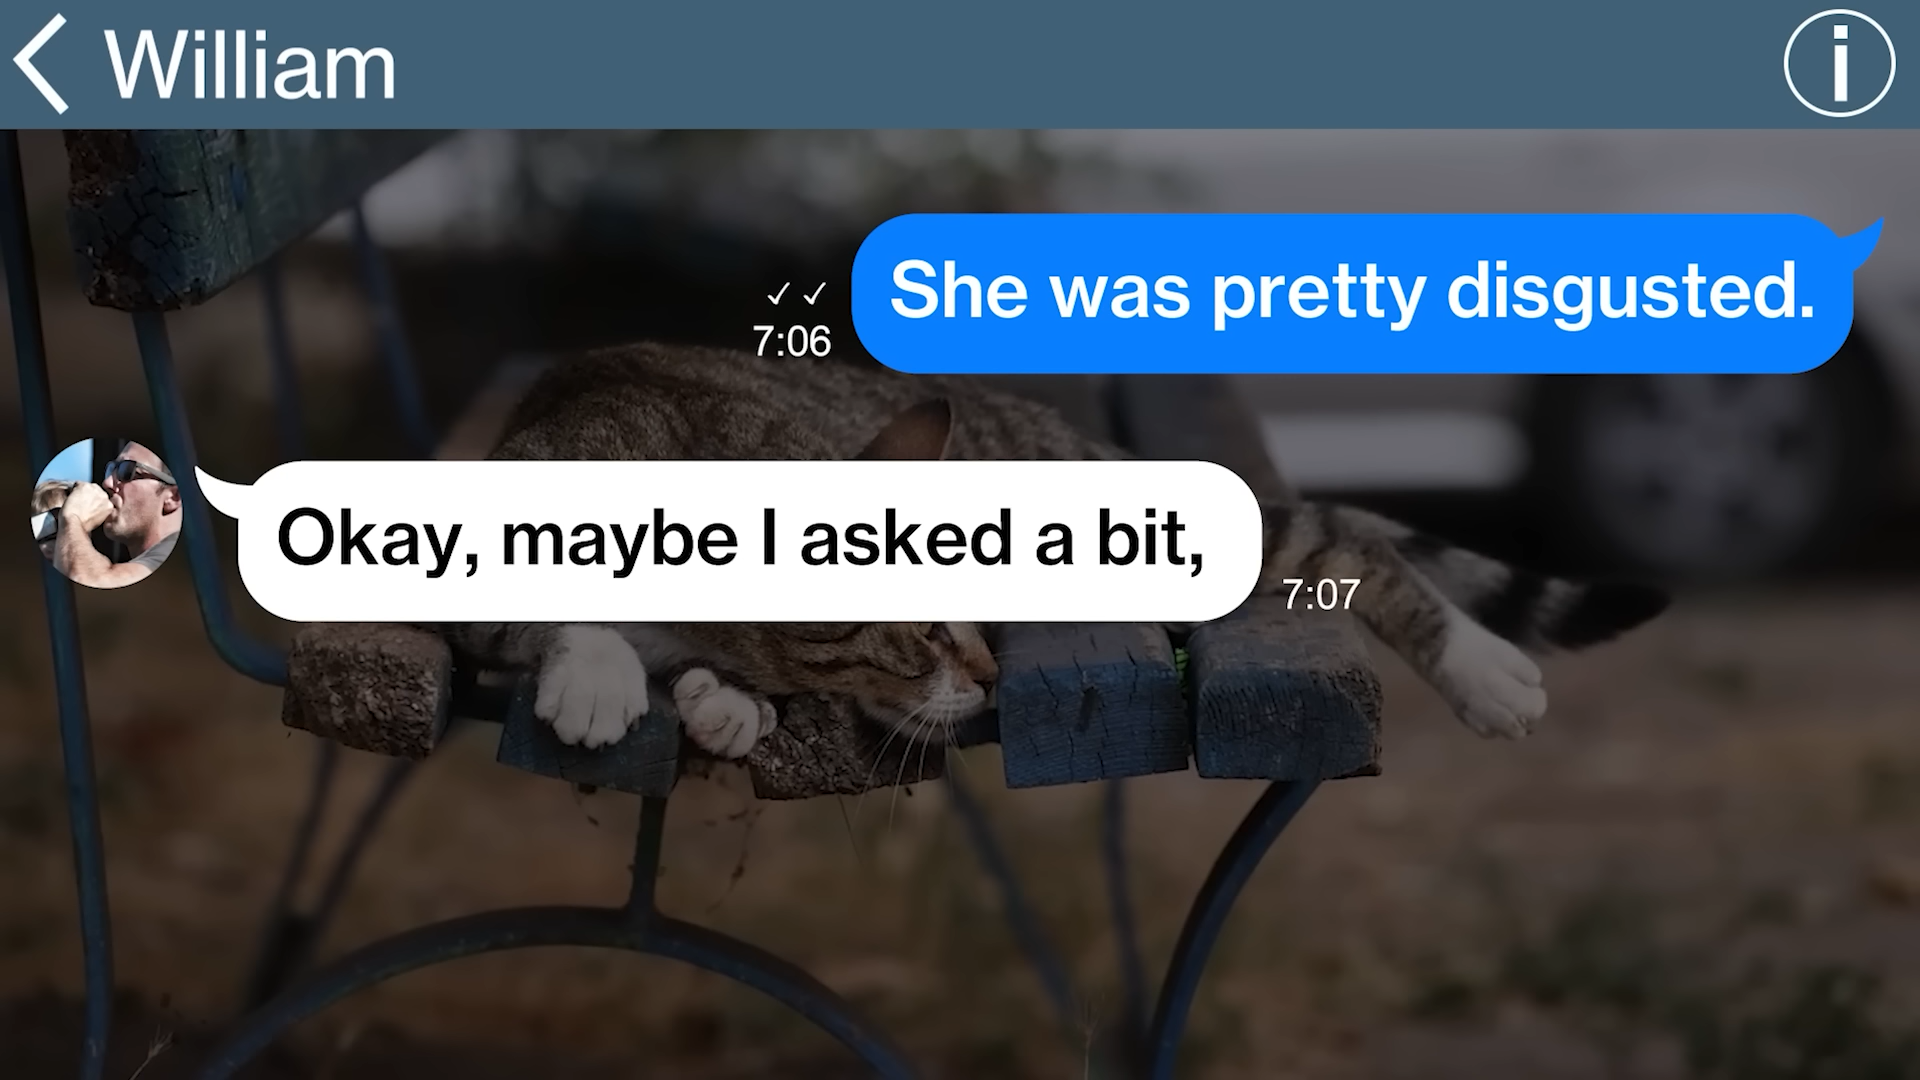 William
She was pretty disgusted.
✓✓
7:06
Okay, maybe I asked a bit,
7:07